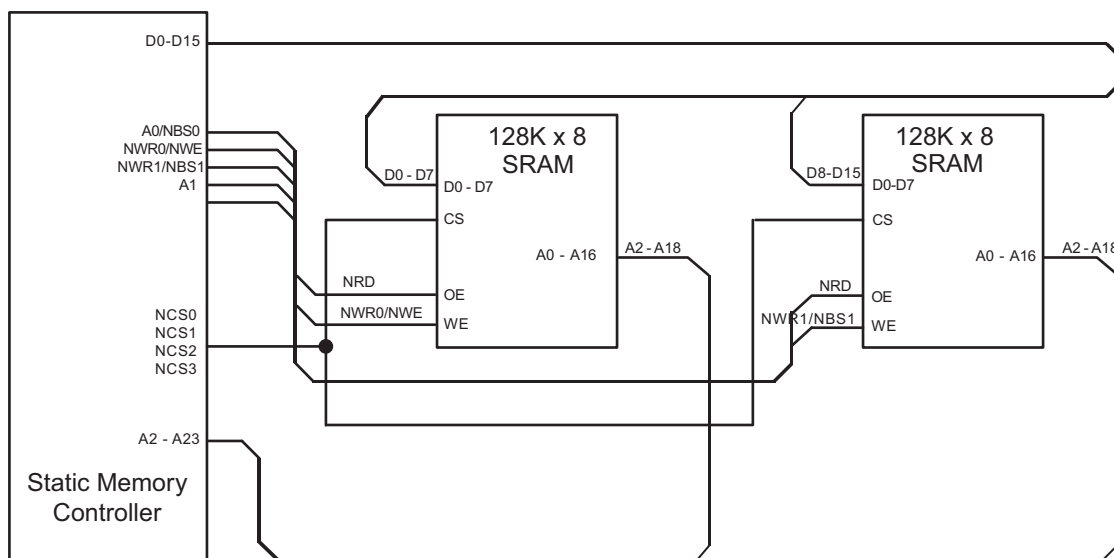 D0-D15
A0/NBS0
NWR0/NWE
NWR1/NBS1
A1
NCS0
NCS1
NCS2
NCS3
A2 - A23
Static Memory
Controller
128K x 8
SRAM
D0 - D7
D0 - D7
CS
A0 - A16
A2 - A18
NRD
OE
NWR0/NWE
WE
128K x 8
SRAM
D8-D15
D0-D7
CS
A0 - A16
A2 - A18
NRD
OE
NWR1/NBS1
WE